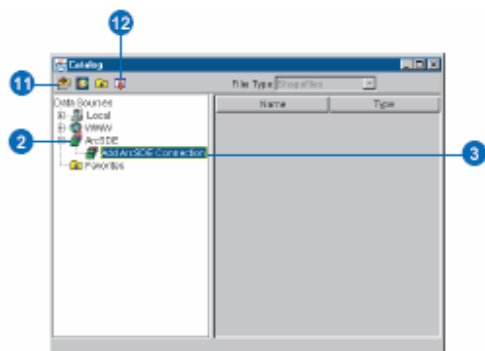 12
11
Catalog
File Type Shapefiles
Data Sources
Name
Type
Local
WWW
2
ArcSDE
Add ArcSDE Connection
3
Favorites